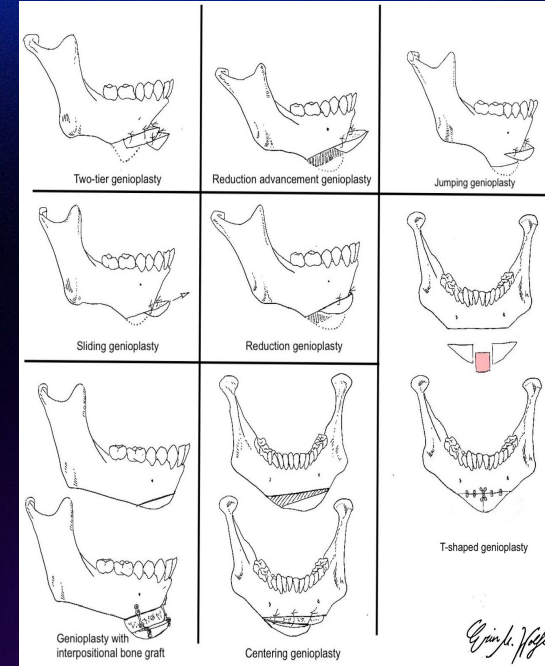 Two-tier genioplasty
Reduction advancement genioplasty
Jumping genioplasty
Sliding genioplasty
Reduction genioplasty
T-shaped genioplasty
Genioplasty with
interpositional bone graft
Centering genioplasty